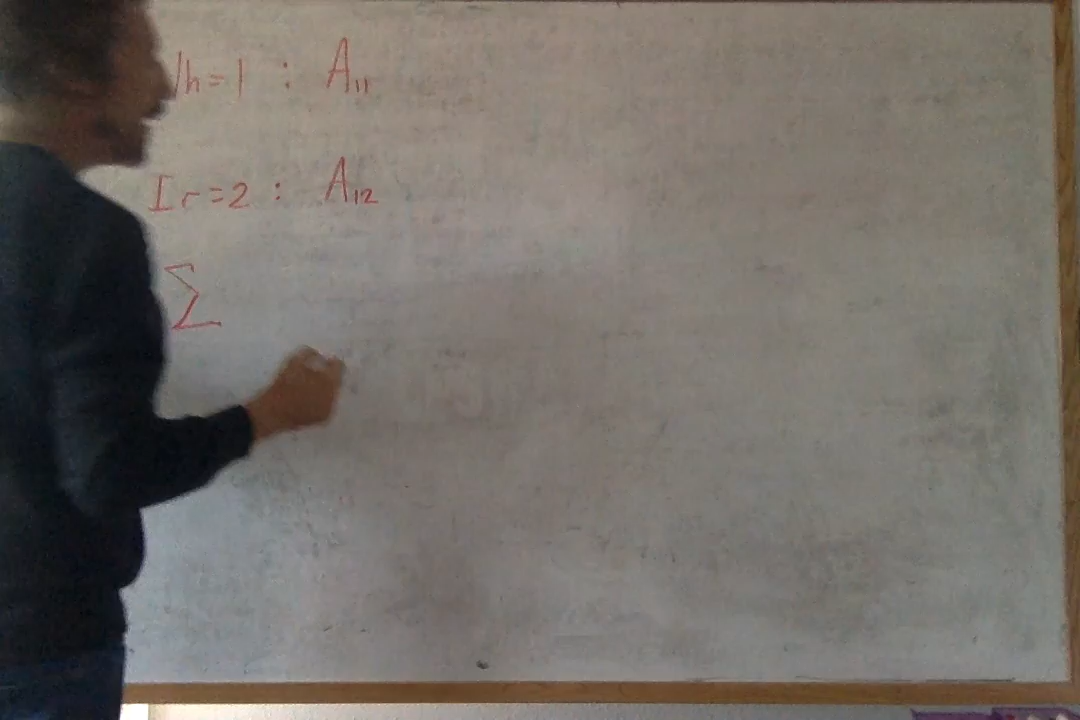 h=1 : A₁₁
Ir=2 : A₁₂
Σ